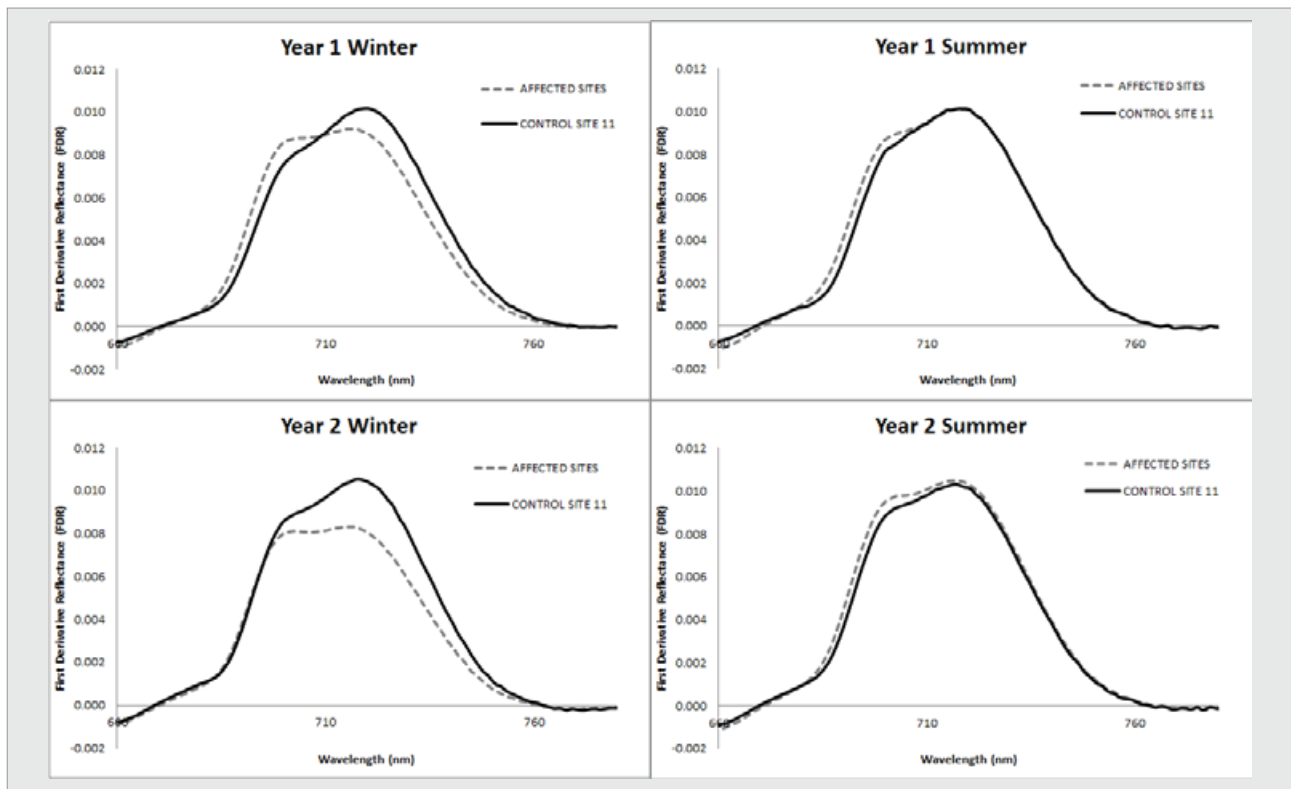 Year 1 Winter
0.012
0.010
0.008
0.006
0.004
0.002
0.000
-0.002
First Derivative Reflectance (FDR)
AFFECTED SITES
CONTROL SITE 11
710
760
Wavelength (nm)
Year 1 Summer
0.012
0.010
0.008
0.006
0.004
0.002
0.000
-0.002
First Derivative Reflectance (FDR)
AFFECTED SITES
CONTROL SITE 11
710
760
Wavelength (nm)
Year 2 Winter
0.012
0.010
0.008
0.006
0.004
0.002
0.000
-0.002
First Derivative Reflectance (FDR)
AFFECTED SITES
CONTROL SITE 11
710
760
Wavelength (nm)
Year 2 Summer
0.012
0.010
0.008
0.006
0.004
0.002
0.000
-0.002
First Derivative Reflectance (FDR)
AFFECTED SITES
CONTROL SITE 11
710
760
Wavelength (nm)